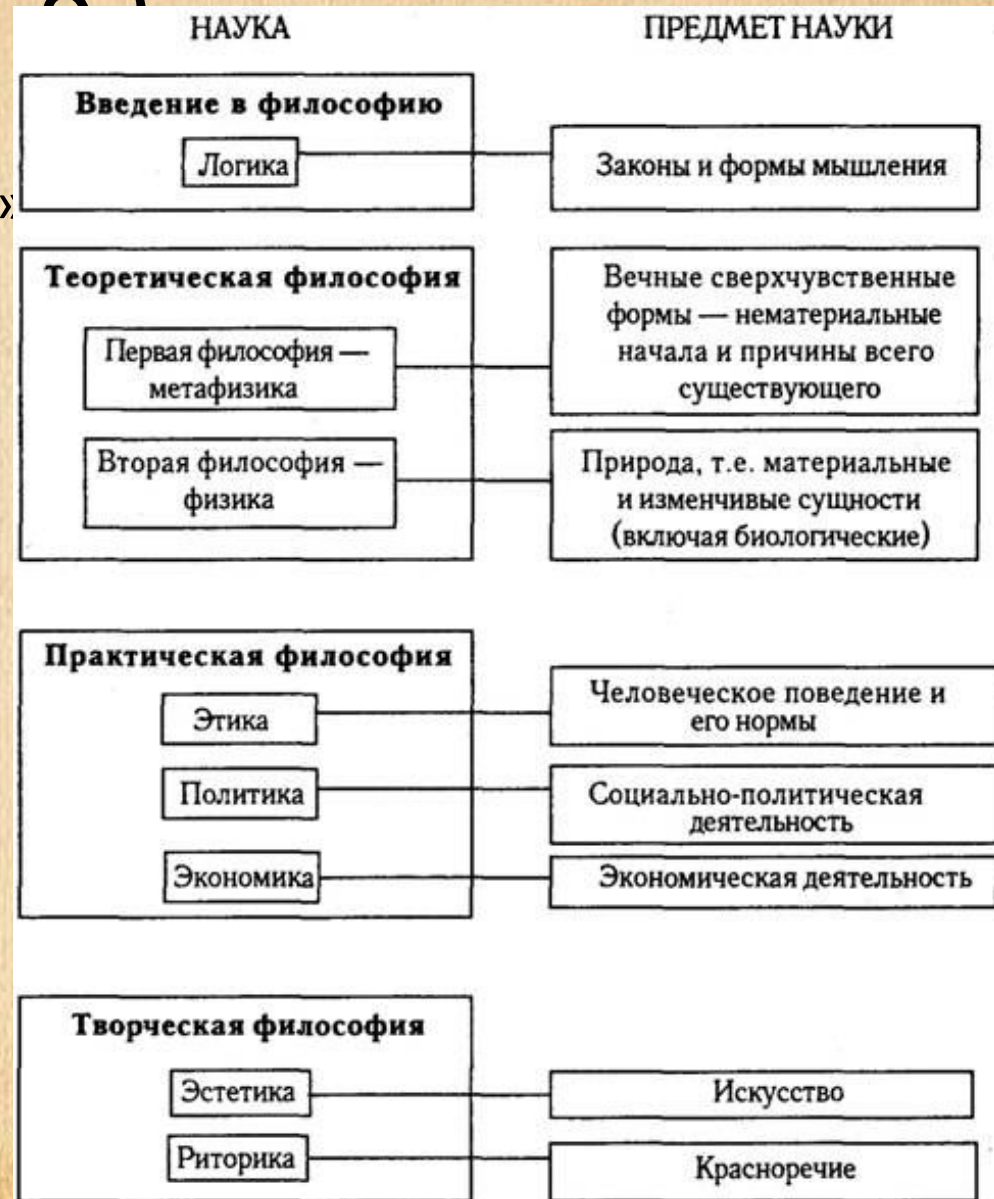 НАУКА
ПРЕДМЕТ НАУКИ
Введение в философию
Логика
Законы и формы мышления
»
Теоретическая философия
Первая философия —
метафизика
Вечные сверхчувственные
формы — нематериальные
начала и причины всего
существующего
Вторая философия —
физика
Природа, т.е. материальные
и изменчивые сущности
(включая биологические)
Практическая философия
Этика
Человеческое поведение и
его нормы
Политика
Социально-политическая
деятельность
Экономика
Экономическая деятельность
Творческая философия
Эстетика
Искусство
Риторика
Красноречие